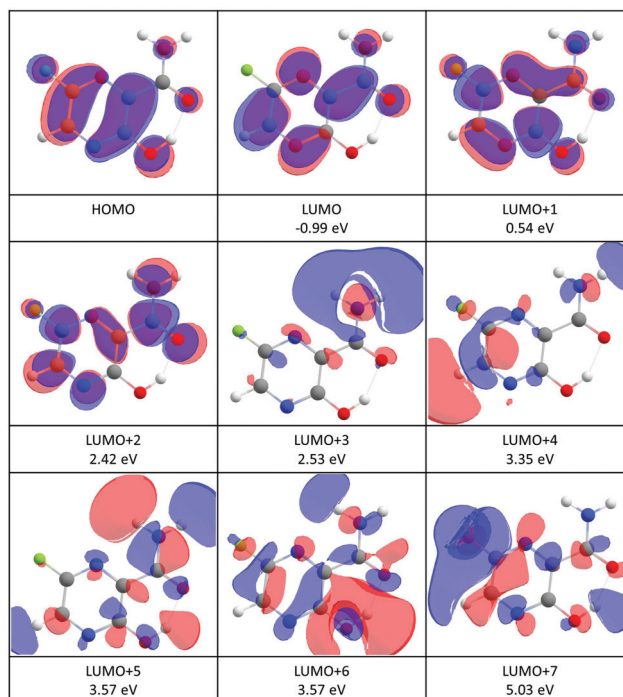 HOMO
LUMO
-0.99 eV
LUMO+1
0.54 eV
LUMO+2
2.42 eV
LUMO+3
2.53 eV
LUMO+4
3.35 eV
LUMO+5
3.57 eV
LUMO+6
3.57 eV
LUMO+7
5.03 eV